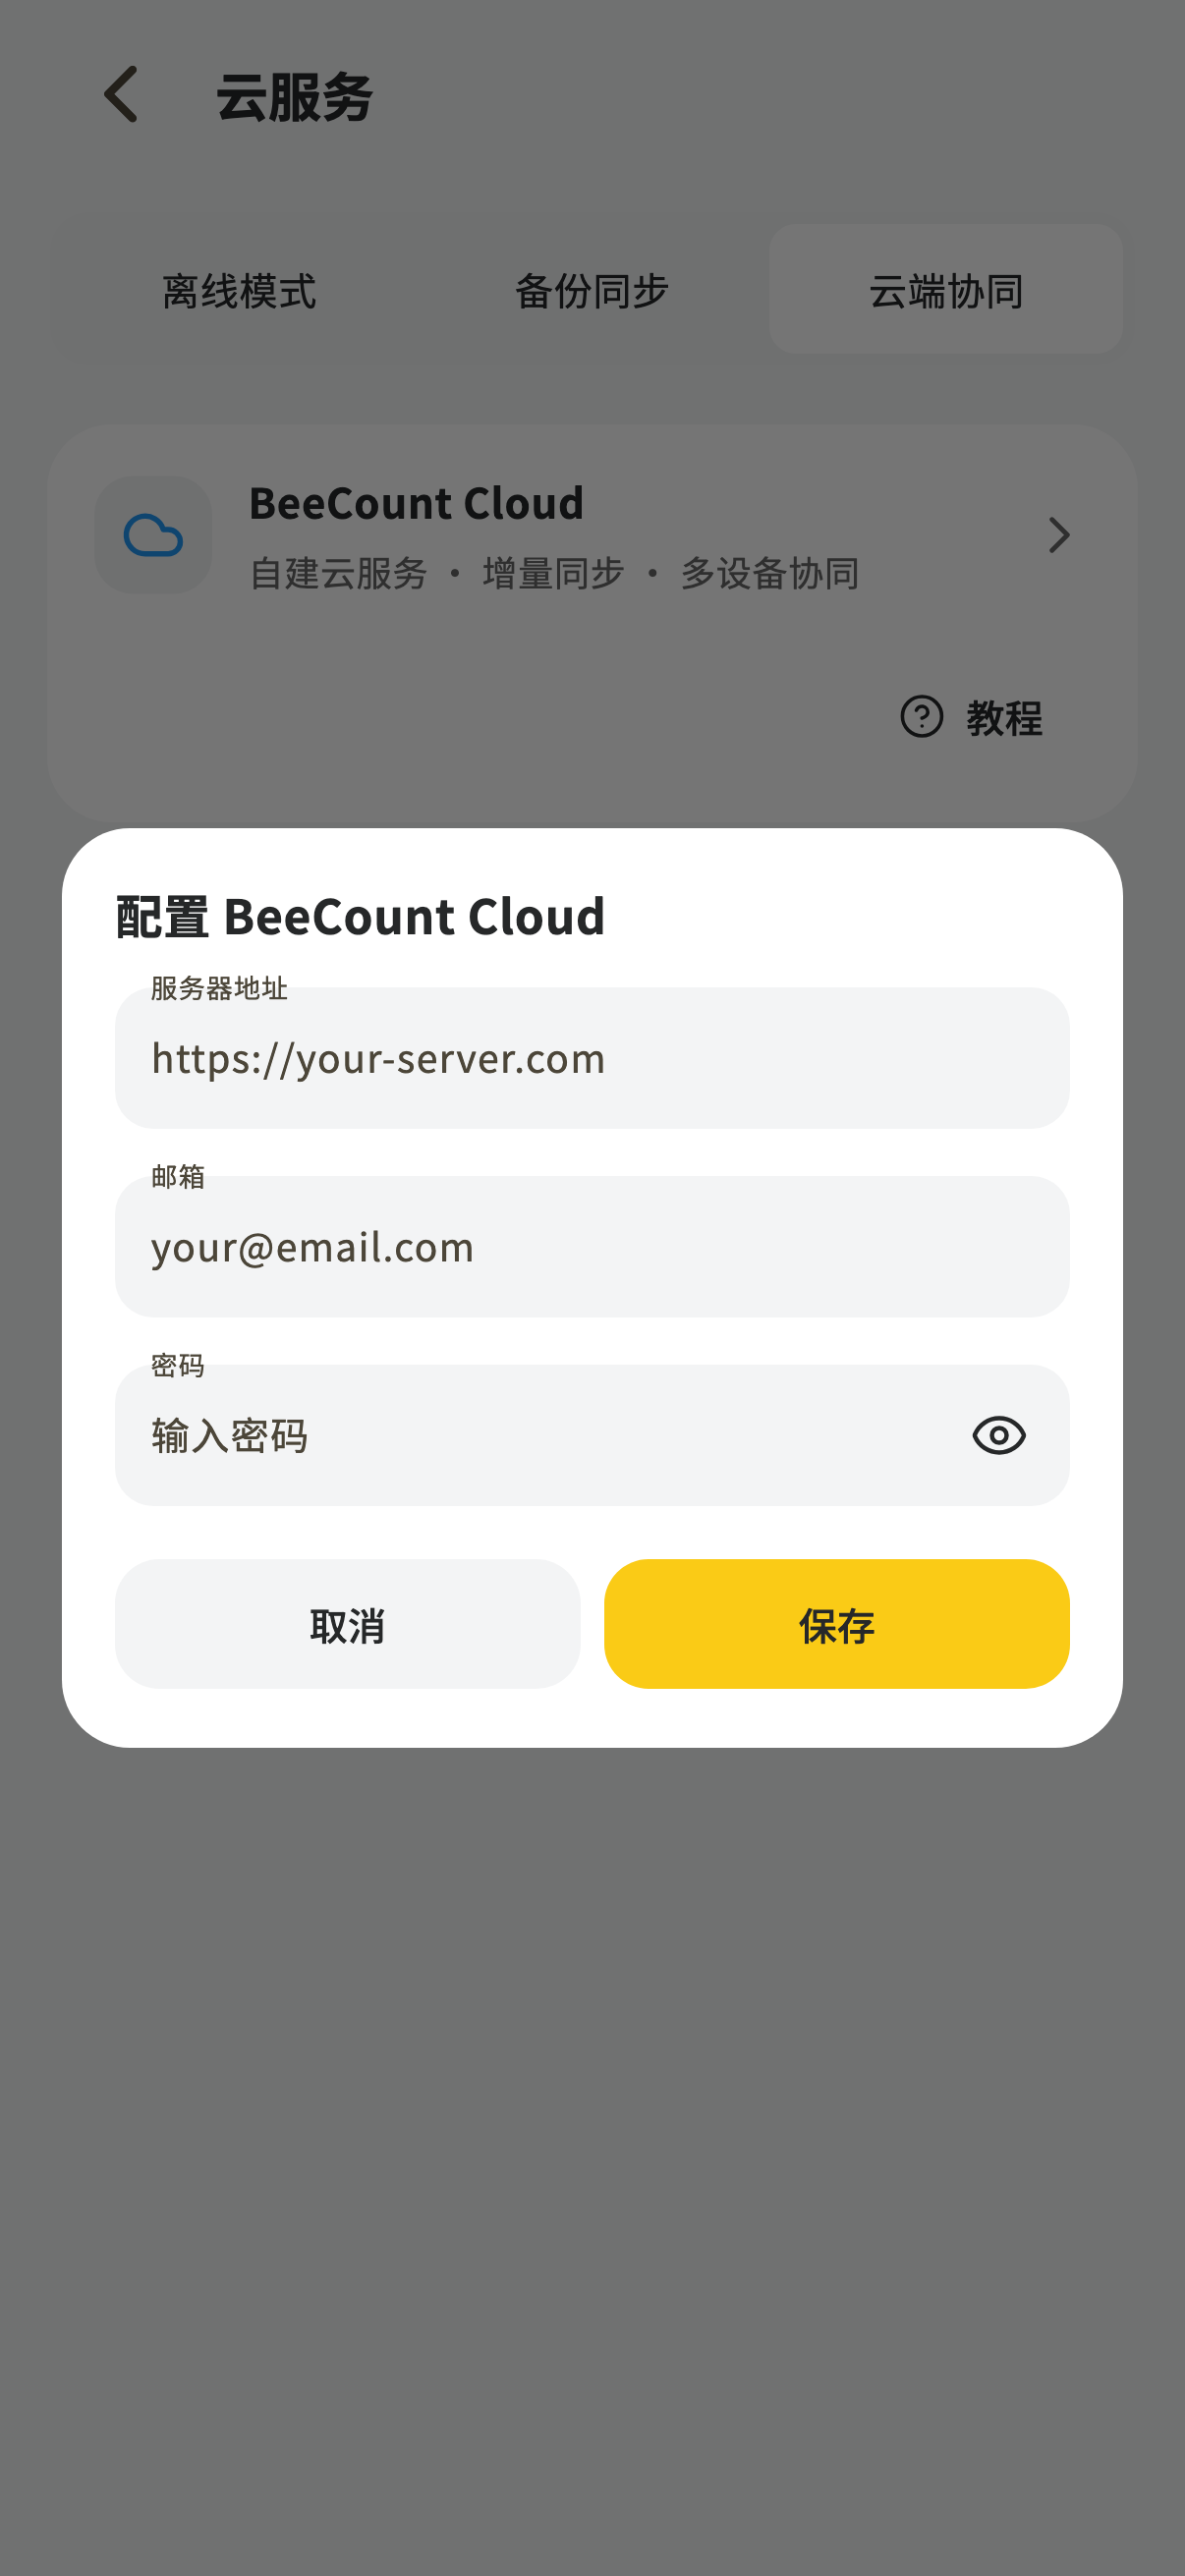 云服务
离线模式 备份同步 云端协同
BeeCount Cloud
自建云服务 · 增量同步 · 多设备协同
教程
配置 BeeCount Cloud
服务器地址
https://your-server.com
邮箱
your@email.com
密码
输入密码
取消 保存